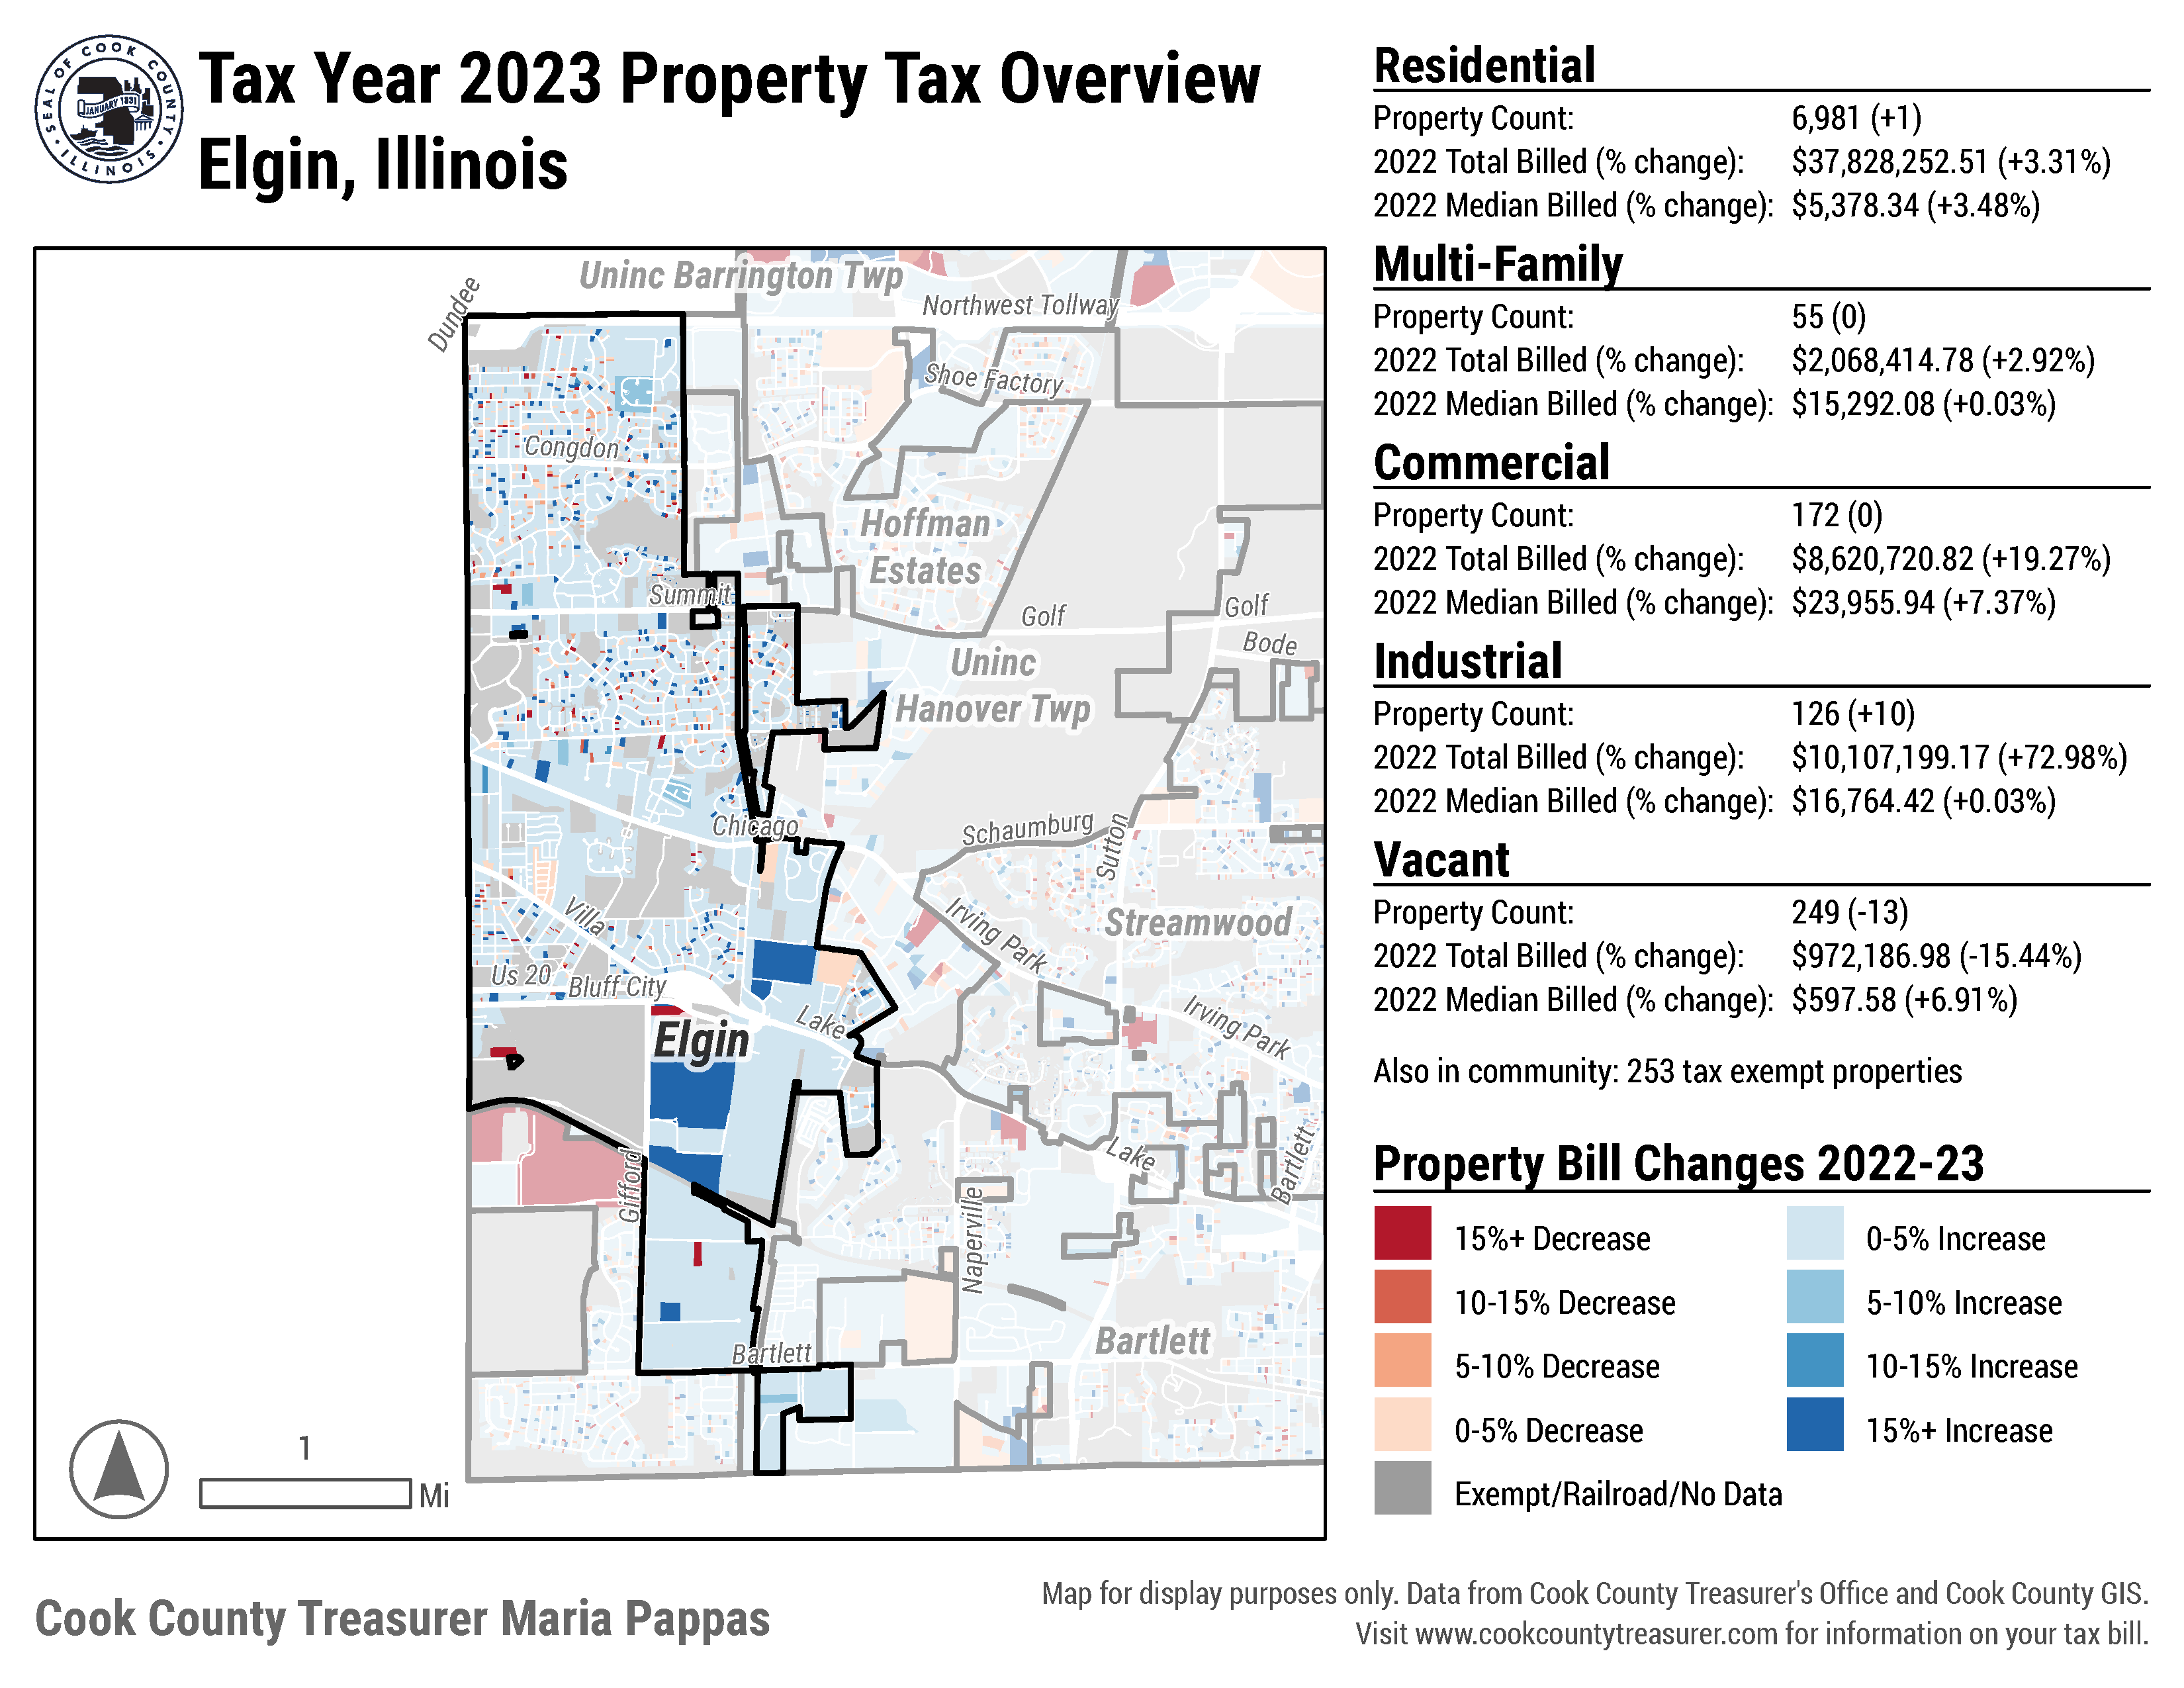 SEAL OF COOK COUNTY
JANUARY 1831
• ILLINOIS •
Tax Year 2023 Property Tax Overview
Elgin, Illinois
Dundee
Uninc Barrington Twp
Northwest Tollway
Shoe Factory
Congdon
Hoffman
Estates
Summit
Golf
Golf
Bode
Uninc
Hanover Twp
Chicago
Schaumburg
Sutton
Villa
Irving Park
Streamwood
Us 20
Bluff City
Elgin
Lake
Irving Park
Gifford
Lake
Bartlett
Naperville
Bartlett
Bartlett
1
Mi
Residential
Property Count: 6,981 (+1)
2022 Total Billed (% change): $37,828,252.51 (+3.31%)
2022 Median Billed (% change): $5,378.34 (+3.48%)
Multi-Family
Property Count: 55 (0)
2022 Total Billed (% change): $2,068,414.78 (+2.92%)
2022 Median Billed (% change): $15,292.08 (+0.03%)
Commercial
Property Count: 172 (0)
2022 Total Billed (% change): $8,620,720.82 (+19.27%)
2022 Median Billed (% change): $23,955.94 (+7.37%)
Industrial
Property Count: 126 (+10)
2022 Total Billed (% change): $10,107,199.17 (+72.98%)
2022 Median Billed (% change): $16,764.42 (+0.03%)
Vacant
Property Count: 249 (-13)
2022 Total Billed (% change): $972,186.98 (-15.44%)
2022 Median Billed (% change): $597.58 (+6.91%)
Also in community: 253 tax exempt properties
Property Bill Changes 2022-23
15%+ Decrease
10-15% Decrease
5-10% Decrease
0-5% Decrease
Exempt/Railroad/No Data
0-5% Increase
5-10% Increase
10-15% Increase
15%+ Increase
Cook County Treasurer Maria Pappas
Map for display purposes only. Data from Cook County Treasurer's Office and Cook County GIS.
Visit www.cookcountytreasurer.com for information on your tax bill.